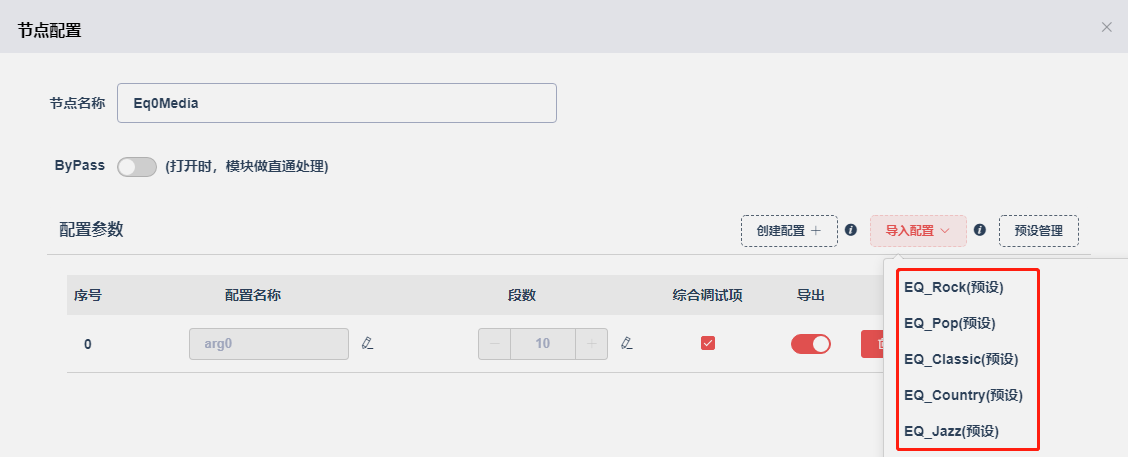 节点配置
节点名称 Eq0Media
ByPass (打开时，模块做直通处理)
配置参数 创建配置 导入配置 预设管理
序号 配置名称 段数 综合调试项 导出
0 arg0 10
EQ_Rock(预设)
EQ_Pop(预设)
EQ_Classic(预设)
EQ_Country(预设)
EQ_Jazz(预设)